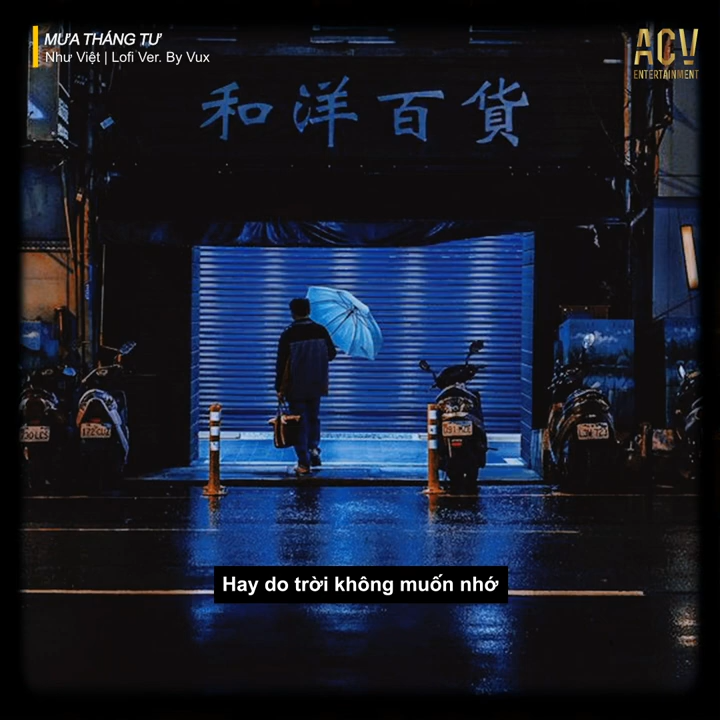 MƯA THÁNG TƯ
Như Việt | Lofi Ver. By Vux
ACV
ENTERTAINMENT
和洋百貨
Hay do trời không muốn nhớ